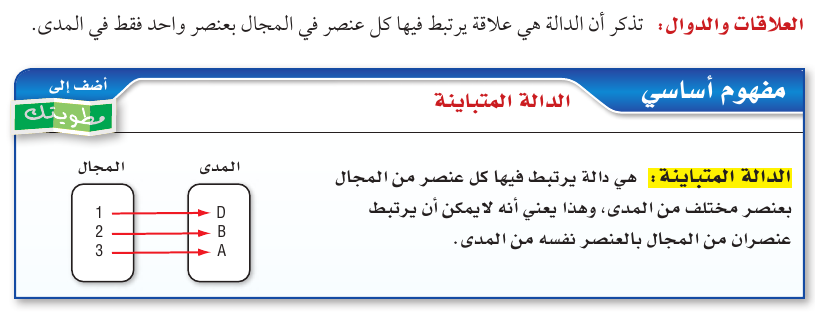 العلاقات والدوال: تذكر أن الدالة هي علاقة يرتبط فيها كل عنصر في المجال بعنصر واحد فقط في المدى.
مفهوم أساسي
الدالة المتباينة
أضف إلى
مطويتك
الدالة المتباينة: هي دالة يرتبط فيها كل عنصر من المجال
بعنصر مختلف من المدى، وهذا يعني أنه لايمكن أن يرتبط
عنصران من المجال بالعنصر نفسه من المدى.
المجال المدى
1 D
2 B
3 A